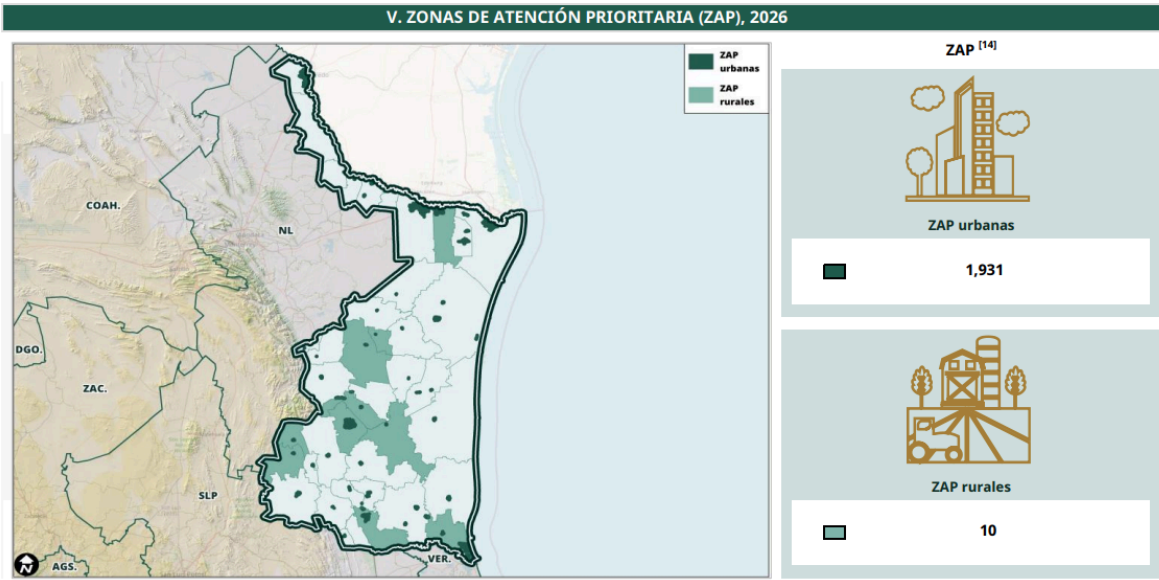 V. ZONAS DE ATENCIÓN PRIORITARIA (ZAP), 2026
ZAP
urbanas
ZAP
rurales
COAH.
NL
DGO.
ZAC.
SLP
AGS.
VER.
N
ZAP [14]
ZAP urbanas
1,931
ZAP rurales
10